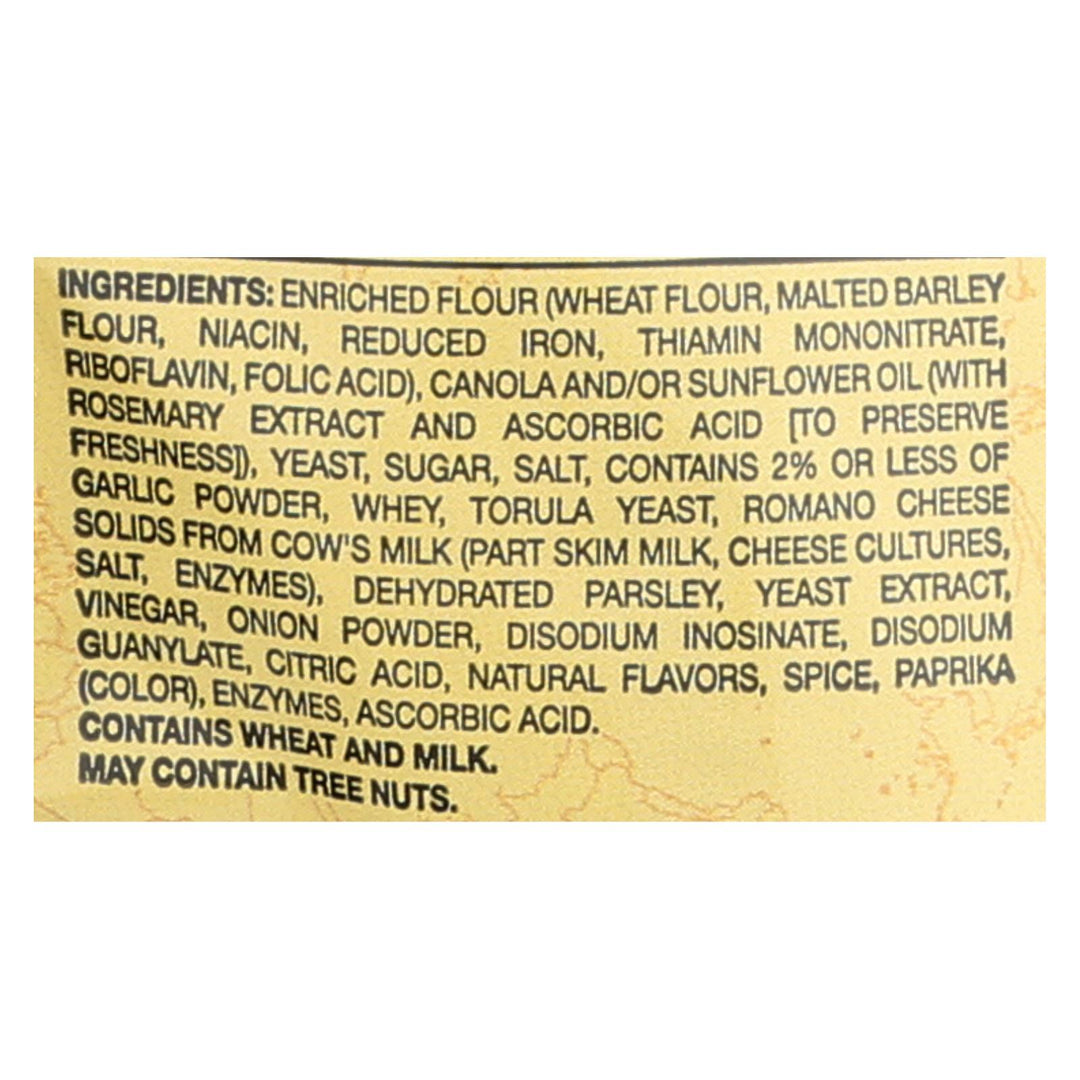 INGREDIENTS: ENRICHED FLOUR (WHEAT FLOUR, MALTED BARLEY
FLOUR, NIACIN, REDUCED IRON, THIAMIN MONONITRATE,
RIBOFLAVIN, FOLIC ACID), CANOLA AND/OR SUNFLOWER OIL (WITH
ROSEMARY EXTRACT AND ASCORBIC ACID [TO PRESERVE
FRESHNESS]), YEAST, SUGAR, SALT, CONTAINS 2% OR LESS OF
GARLIC POWDER, WHEY, TORULA YEAST, ROMANO CHEESE
SOLIDS FROM COW'S MILK (PART SKIM MILK, CHEESE CULTURES,
SALT, ENZYMES), DEHYDRATED PARSLEY, YEAST EXTRACT,
VINEGAR, ONION POWDER, DISODIUM INOSINATE, DISODIUM
GUANYLATE, CITRIC ACID, NATURAL FLAVORS, SPICE, PAPRIKA
(COLOR), ENZYMES, ASCORBIC ACID.
CONTAINS WHEAT AND MILK.
MAY CONTAIN TREE NUTS.